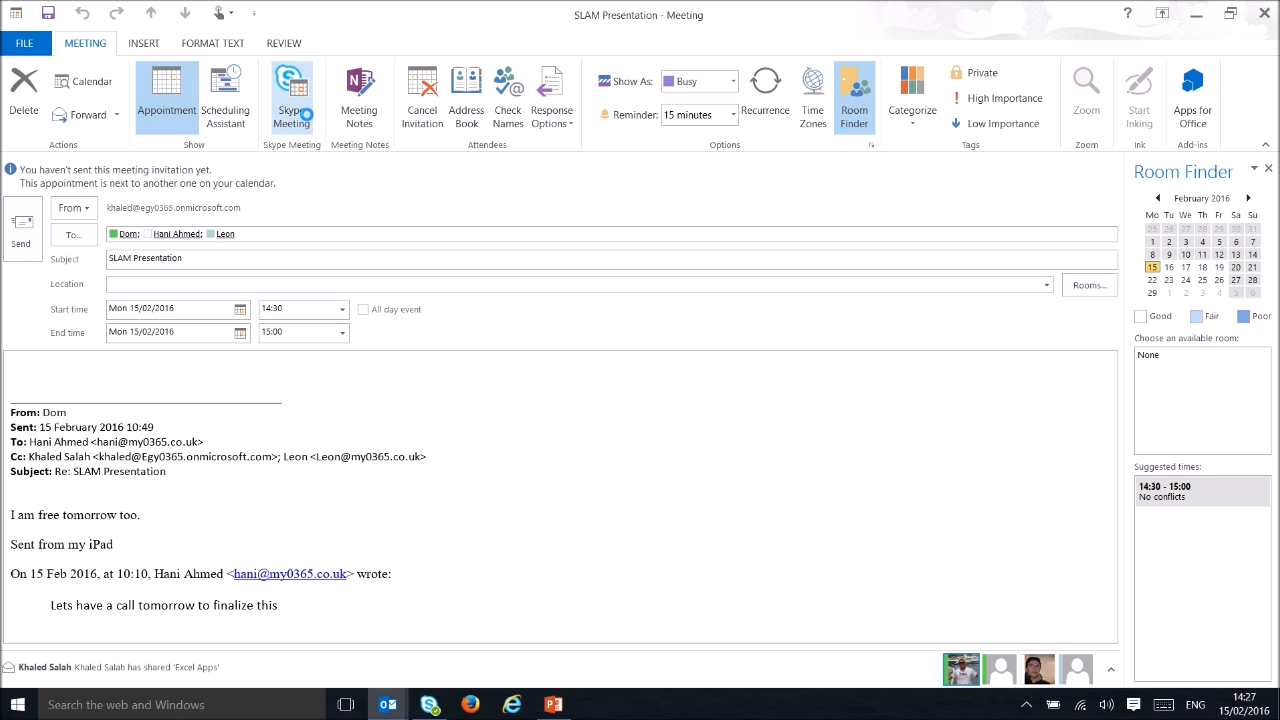 SLAM Presentation - Meeting
?
FILE
MEETING
INSERT
FORMAT TEXT
REVIEW
Delete
Calendar
Forward
Actions
Appointment
Scheduling
Assistant
Show
Skype
Meeting
Skype Meeting
Meeting
Notes
Meeting Notes
Cancel
Invitation
Address
Book
Check
Names
Response
Options
Attendees
Show As:
Busy
Reminder:
15 minutes
Recurrence
Time
Zones
Room
Finder
Options
Categorize
Private
High Importance
Low Importance
Tags
Zoom
Zoom
Start
Inking
Ink
Apps for
Office
Add-ins
You haven't sent this meeting invitation yet.
This appointment is next to another one on your calendar.
Send
From
khaled@egy0365.onmicrosoft.com
To...
Dom; Hani Ahmed; Leon
Subject
SLAM Presentation
Location
Rooms...
Start time
Mon 15/02/2016
14:30
All day event
End time
Mon 15/02/2016
15:00
From: Dom
Sent: 15 February 2016 10:49
To: Hani Ahmed <hani@my0365.co.uk>
Cc: Khaled Salah <khaled@Egy0365.onmicrosoft.com>; Leon <Leon@my0365.co.uk>
Subject: Re: SLAM Presentation
I am free tomorrow too.
Sent from my iPad
On 15 Feb 2016, at 10:10, Hani Ahmed <hani@my0365.co.uk> wrote:
Lets have a call tomorrow to finalize this
Khaled Salah Khaled Salah has shared 'Excel Apps'
Room Finder
February 2016
Mo Tu We Th Fr Sa Su
25 26 27 28 29 30 31
1 2 3 4 5 6 7
8 9 10 11 12 13 14
15 16 17 18 19 20 21
22 23 24 25 26 27 28
29 1 2 3 4 5 6
Good
Fair
Poor
Choose an available room:
None
Suggested times:
14:30 - 15:00
No conflicts
Search the web and Windows
ENG
14:27
15/02/2016